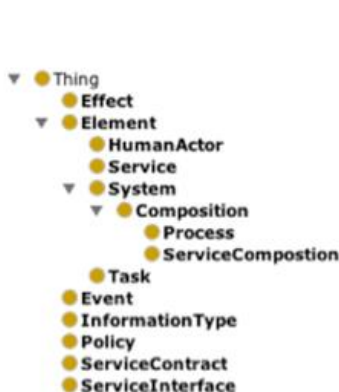 Thing
Effect
Element
HumanActor
Service
System
Composition
Process
ServiceCompostion
Task
Event
InformationType
Policy
ServiceContract
ServiceInterface